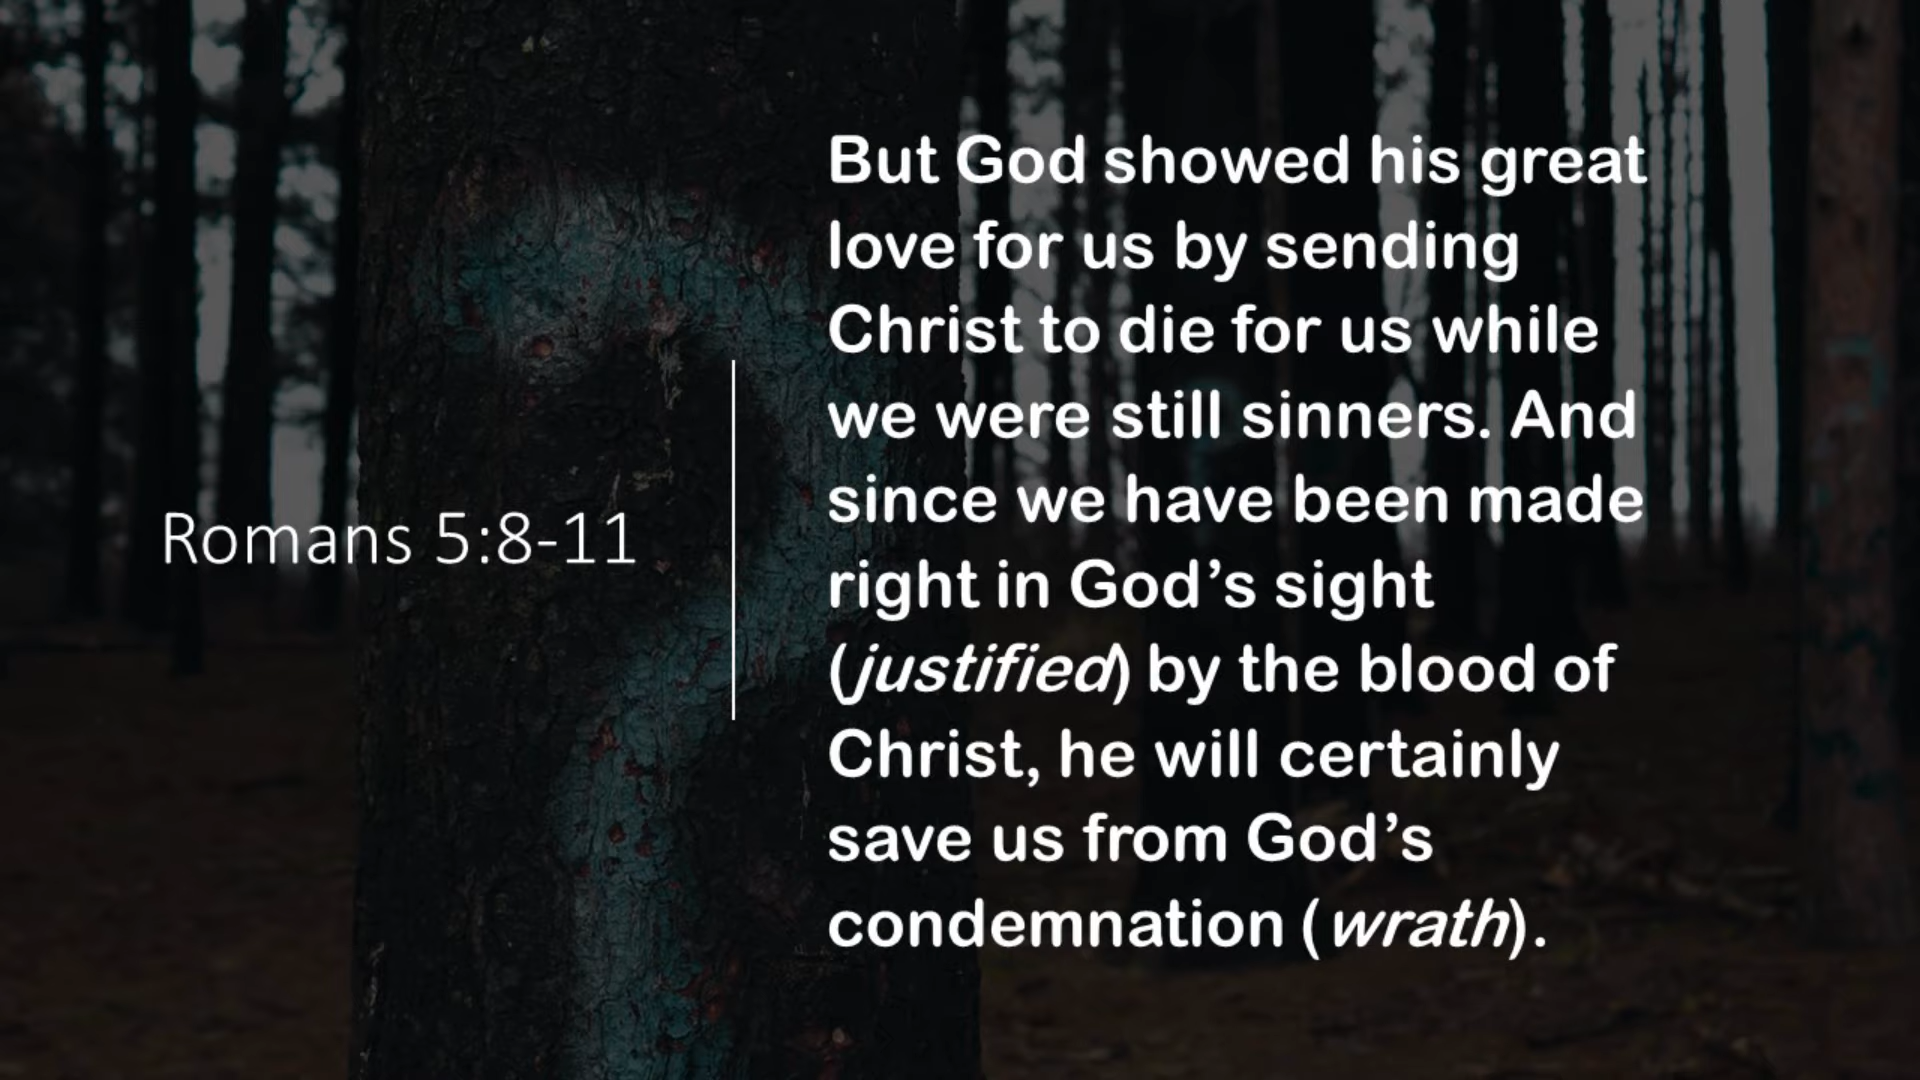 Romans 5:8-11
But God showed his great
love for us by sending
Christ to die for us while
we were still sinners. And
since we have been made
right in God’s sight
(justified) by the blood of
Christ, he will certainly
save us from God’s
condemnation (wrath).